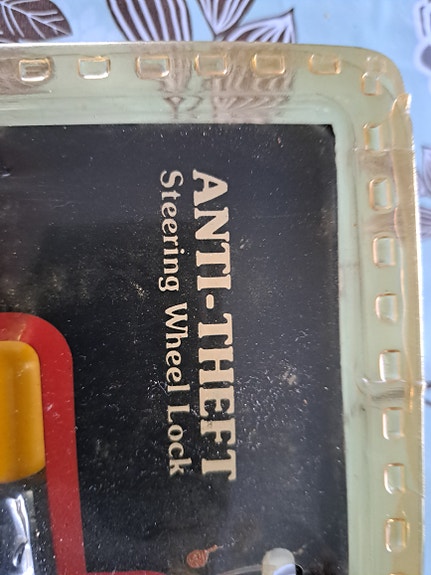 ANTI-THEFT
Steering Wheel Lock